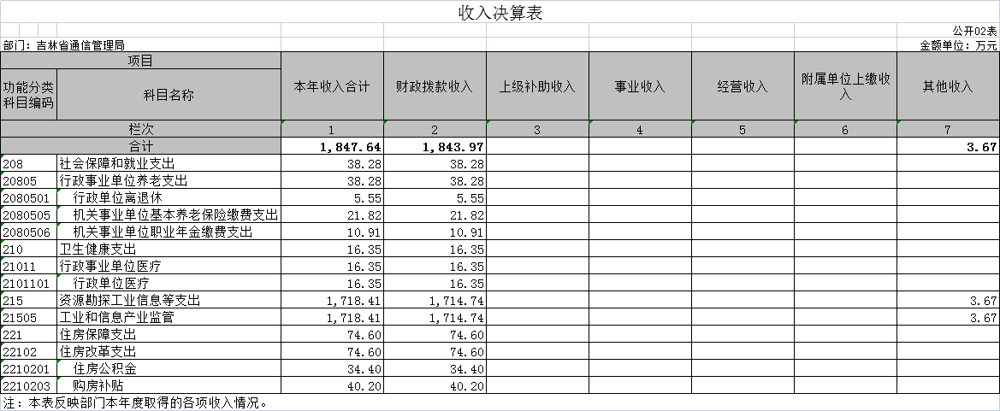 收入决算表
公开02表
部门：吉林省通信管理局 金额单位：万元
项目 本年收入合计 财政拨款收入 上级补助收入 事业收入 经营收入 附属单位上缴收入 其他收入
功能分类科目编码 科目名称
栏次 1 2 3 4 5 6 7
合计 1,847.64 1,843.97 3.67
208 社会保障和就业支出 38.28 38.28
20805 行政事业单位养老支出 38.28 38.28
2080501 行政单位离退休 5.55 5.55
2080505 机关事业单位基本养老保险缴费支出 21.82 21.82
2080506 机关事业单位职业年金缴费支出 10.91 10.91
210 卫生健康支出 16.35 16.35
21011 行政事业单位医疗 16.35 16.35
2101101 行政单位医疗 16.35 16.35
215 资源勘探工业信息等支出 1,718.41 1,714.74 3.67
21505 工业和信息产业监管 1,718.41 1,714.74 3.67
221 住房保障支出 74.60 74.60
22102 住房改革支出 74.60 74.60
2210201 住房公积金 34.40 34.40
2210203 购房补贴 40.20 40.20
注：本表反映部门本年度取得的各项收入情况。